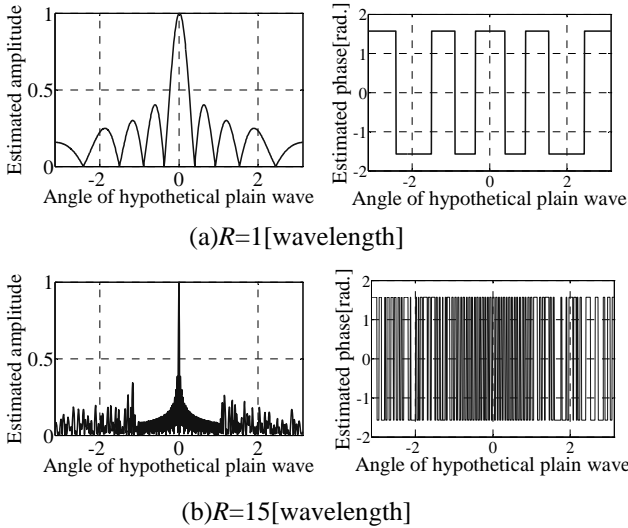 Estimated amplitude
1
0.5
0
-2
0
2
Angle of hypothetical plain wave
Estimated phase[rad.]
2
1
0
-1
-2
-2
0
2
Angle of hypothetical plain wave
(a)R=1[wavelength]
Estimated amplitude
1
0.5
0
-2
0
2
Angle of hypothetical plain wave
Estimated phase[rad.]
2
1
0
-1
-2
-2
0
2
Angle of hypothetical plain wave
(b)R=15[wavelength]